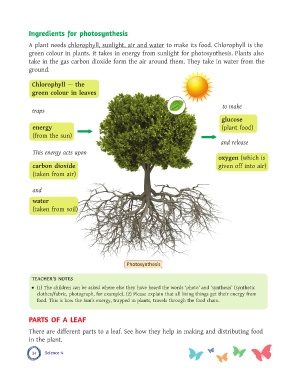 Ingredients for photosynthesis
A plant needs chlorophyll, sunlight, air and water to make its food. Chlorophyll is the
green colour in plants. It takes in energy from sunlight for photosynthesis. Plants also
take in the gas carbon dioxide form the air around them. They take in water from the
ground.
Chlorophyll — the
green colour in leaves
traps
energy
(from the sun)
This energy acts upon
carbon dioxide
(taken from air)
and
water
(taken from soil)
to make
glucose
(plant food)
and release
oxygen (which is
given off into air)
Photosynthesis
TEACHER'S NOTES
• (1) The children can be asked where else they have heard the words 'photo' and 'synthesis' (synthetic
clothes/fabric, photograph, for example). (2) Please explain that all living things get their energy from
food. This is how the Sun's energy, trapped in plants, travels through the food chain.
PARTS OF A LEAF
There are different parts to a leaf. See how they help in making and distributing food
in the plant.
Science 4